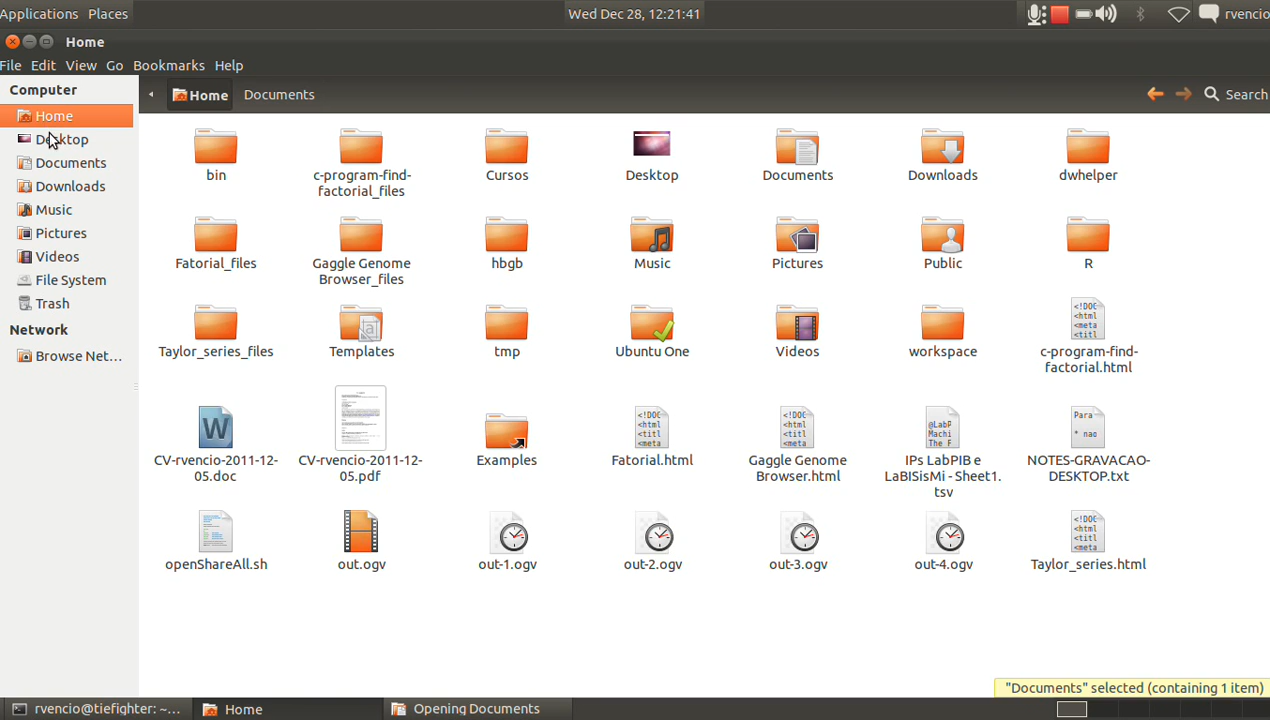 Applications Places Wed Dec 28, 12:21:41 rvencio
Home
File Edit View Go Bookmarks Help
Computer
Home Documents Search
Home
Desktop
Documents
Downloads
Music
Pictures
Videos
File System
Trash
Network
Browse Net...
bin c-program-find-factorial_files Cursos Desktop Documents Downloads dwhelper
Fatorial_files Gaggle Genome Browser_files hbgb Music Pictures Public R
Taylor_series_files Templates tmp Ubuntu One Videos workspace c-program-find-factorial.html
CV-rvencio-2011-12-05.doc CV-rvencio-2011-12-05.pdf Examples Fatorial.html Gaggle Genome Browser.html IPs LabPIB e LaBISisMi - Sheet1.tsv NOTES-GRAVACAO-DESKTOP.txt
openShareAll.sh out.ogv out-1.ogv out-2.ogv out-3.ogv out-4.ogv Taylor_series.html
"Documents" selected (containing 1 item)
rvencio@tiefighter: ~... Home Opening Documents